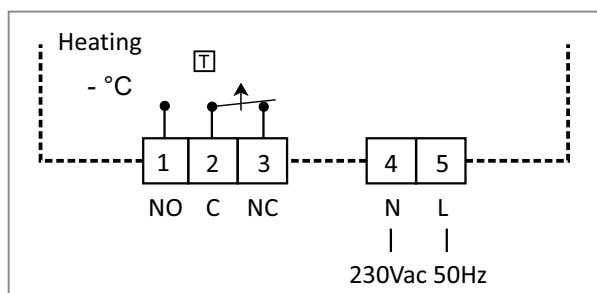 Heating
T
- °C
1 2 3 4 5
NO C NC N L
230Vac 50Hz